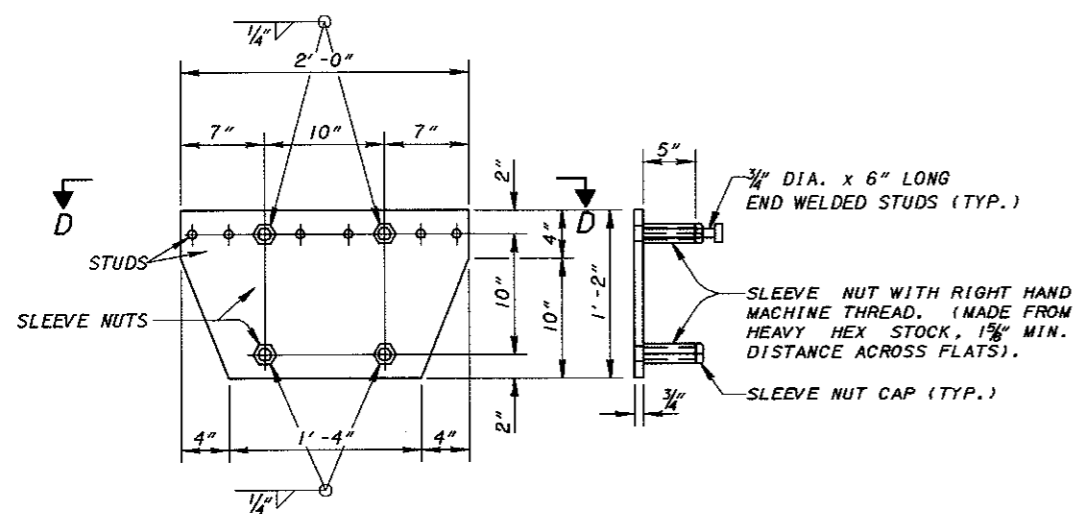 1/4"
2'-0"
7" 10" 7"
2"
5"
3/4" DIA. x 6" LONG
END WELDED STUDS (TYP.)
D D
4"
STUDS
10"
10"
1'-2"
SLEEVE NUT WITH RIGHT HAND
MACHINE THREAD. (MADE FROM
HEAVY HEX STOCK, 1 5/8" MIN.
DISTANCE ACROSS FLATS).
SLEEVE NUTS
SLEEVE NUT CAP (TYP.)
3/4"
2"
4" 1'-4" 4"
1/4"